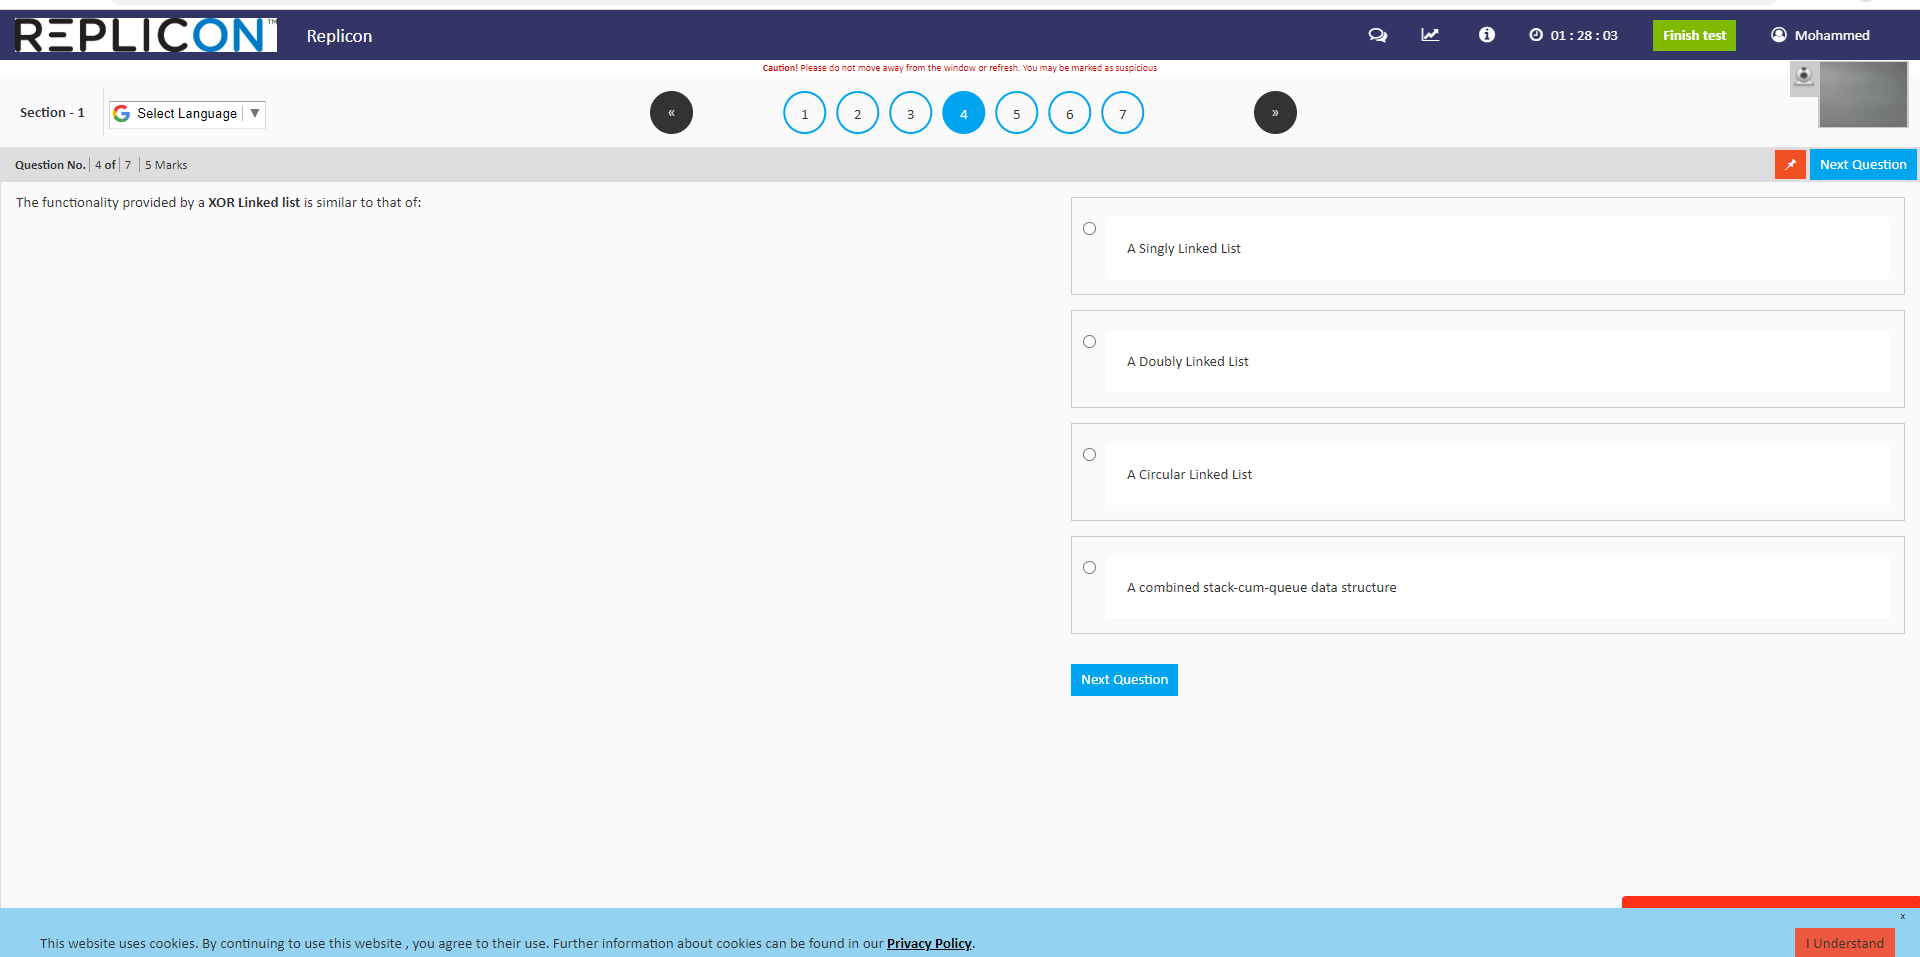 REPLICON™
Replicon
01 : 28 : 03
Finish test
Mohammed
Caution! Please do not move away from the window or refresh. You may be marked as suspicious
Section - 1
G Select Language ▼
«
1
2
3
4
5
6
7
»
Question No. 4 of 7 5 Marks
Next Question
The functionality provided by a XOR Linked list is similar to that of:
A Singly Linked List
A Doubly Linked List
A Circular Linked List
A combined stack-cum-queue data structure
Next Question
x
This website uses cookies. By continuing to use this website , you agree to their use. Further information about cookies can be found in our Privacy Policy.
I Understand